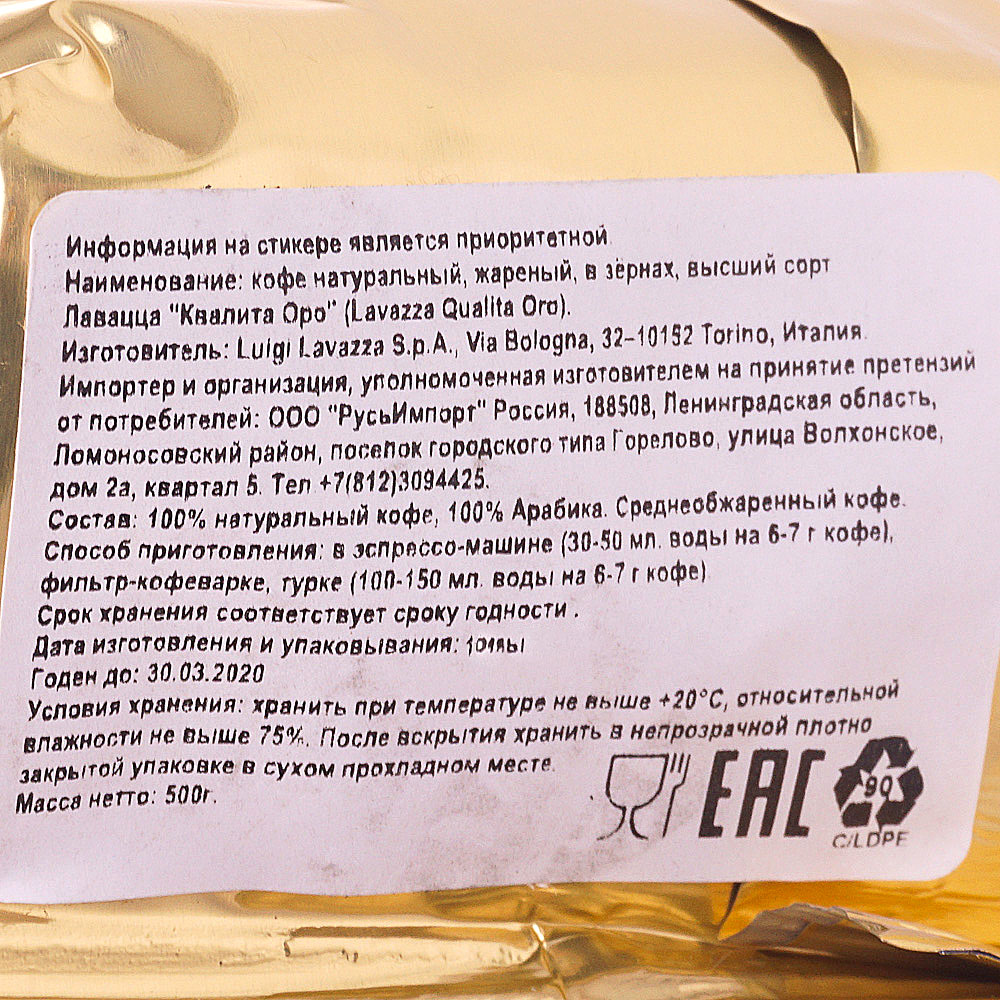 Информация на стикере является приоритетной.
Наименование: кофе натуральный, жареный, в зёрнах, высший сорт
Лавацца "Квалита Оро" (Lavazza Qualita Oro).
Изготовитель: Luigi Lavazza S.p.A., Via Bologna, 32-10152 Torino, Италия.
Импортер и организация, уполномоченная изготовителем на принятие претензий
от потребителей: ООО "РусьИмпорт" Россия, 188508, Ленинградская область,
Ломоносовский район, поселок городского типа Горелово, улица Волхонское,
дом 2а, квартал 5. Тел +7(812)3094425.
Состав: 100% натуральный кофе, 100% Арабика. Среднеобжаренный кофе.
Способ приготовления: в эспрессо-машине (30-50 мл. воды на 6-7 г кофе),
фильтр-кофеварке, турке (100-150 мл. воды на 6-7 г кофе)
Срок хранения соответствует сроку годности .
Дата изготовления и упаковывания:
Годен до: 30.03.2020
Условия хранения: хранить при температуре не выше +20°С, относительной
влажности не выше 75%. После вскрытия хранить в непрозрачной плотно
закрытой упаковке в сухом прохладном месте.
Масса нетто: 500г.
EAC
90
C/LDPE